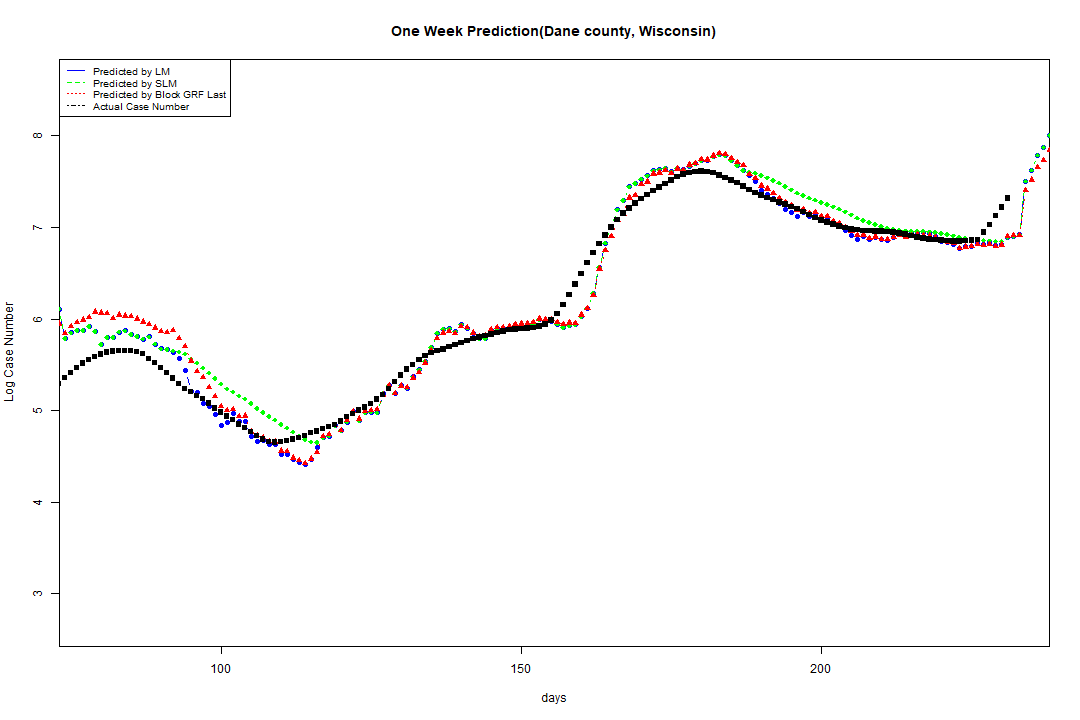 One Week Prediction(Dane county, Wisconsin)
Predicted by LM
Predicted by SLM
Predicted by Block GRF Last
Actual Case Number
8
7
6
5
4
3
Log Case Number
100
150
200
days